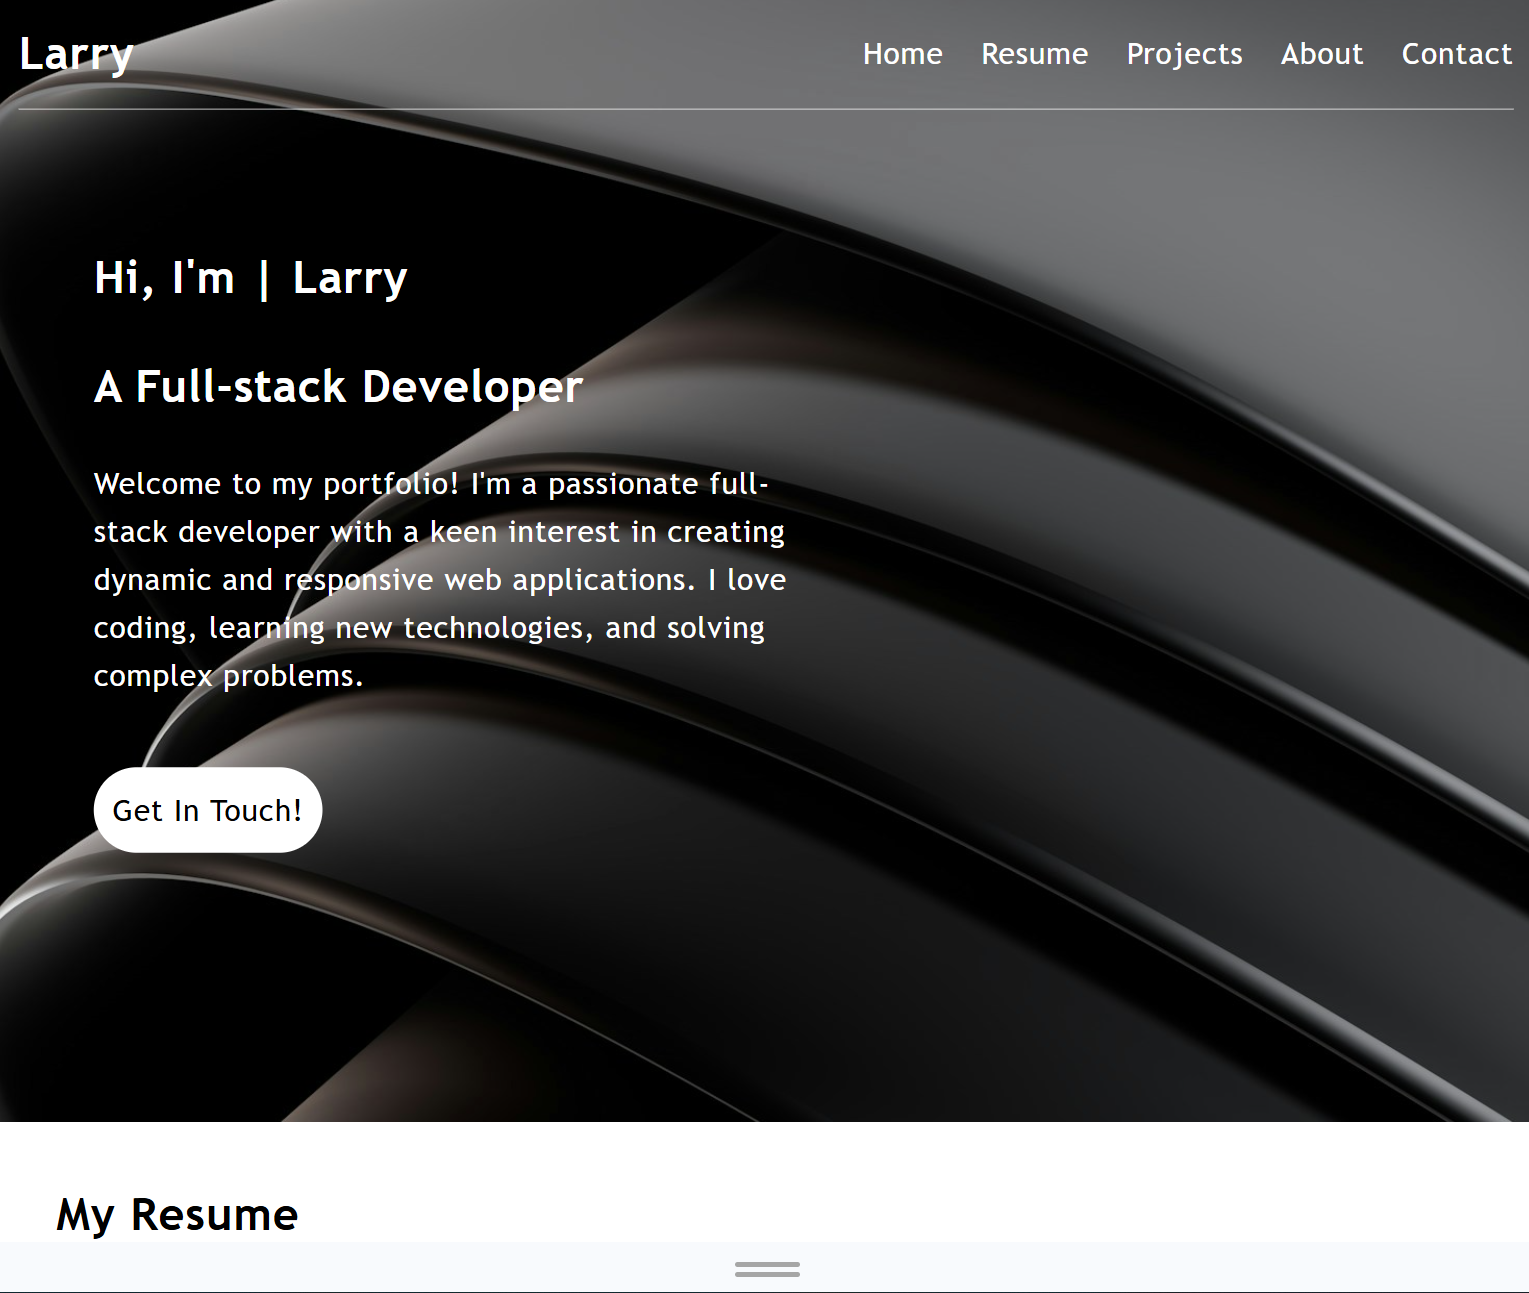 Larry
Home Resume Projects About Contact
Hi, I'm | Larry
A Full-stack Developer
Welcome to my portfolio! I'm a passionate full-
stack developer with a keen interest in creating
dynamic and responsive web applications. I love
coding, learning new technologies, and solving
complex problems.
Get In Touch!
My Resume